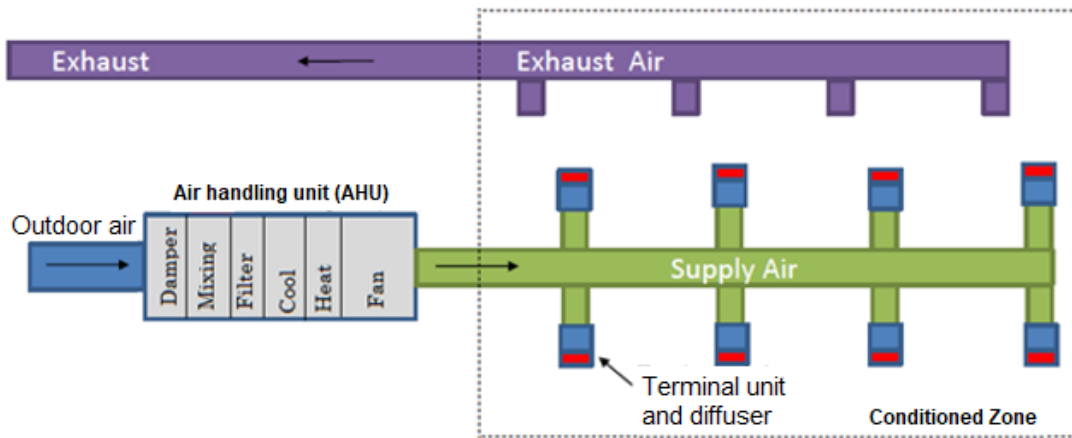 Exhaust
Exhaust Air
Air handling unit (AHU)
Outdoor air
Damper
Mixing
Filter
Cool
Heat
Fan
Supply Air
Terminal unit
and diffuser
Conditioned Zone